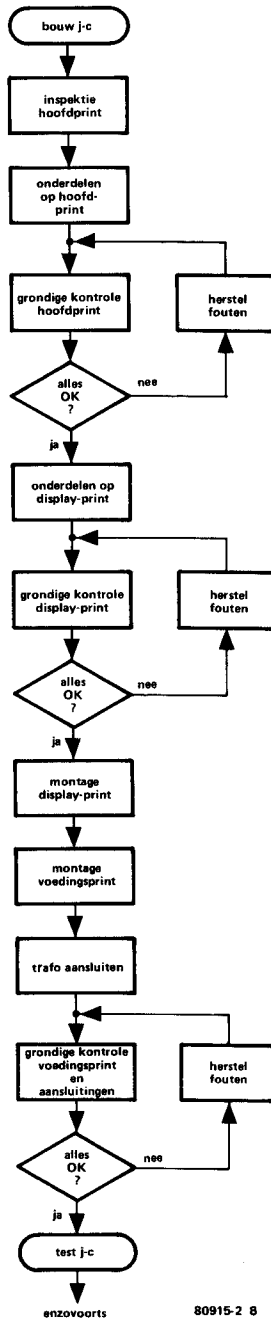 bouw j-c
inspektie
hoofdprint
onderdelen
op hoofd-
print
grondige kontrole
hoofdprint
herstel
fouten
alles
OK
?
nee
ja
onderdelen op
display-print
grondige kontrole
display-print
herstel
fouten
alles
OK
?
nee
ja
montage
display-print
montage
voedingsprint
trafo aansluiten
grondige kontrole
voedingsprint
en
aansluitingen
herstel
fouten
alles
OK
?
nee
ja
test j-c
enzovoorts
80915-2 8